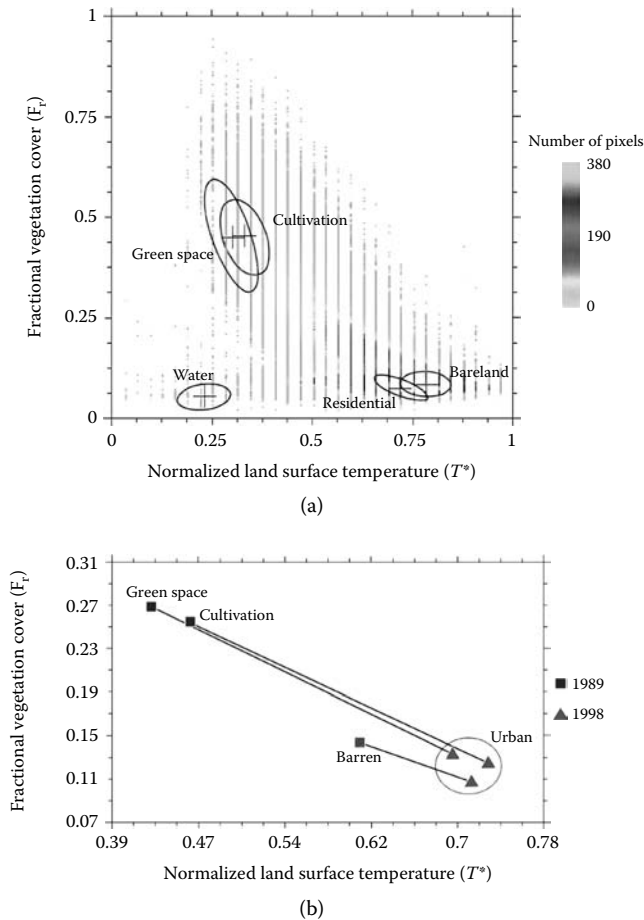 1
0.75
0.5
0.25
0
Fractional vegetation cover (Fr)
Number of pixels
380
190
0
Cultivation
Green space
Water
Bareland
Residential
0 0.25 0.5 0.75 1
Normalized land surface temperature (T*)
(a)
0.31
0.27
0.23
0.19
0.15
0.11
0.07
Fractional vegetation cover (Fr)
Green space
Cultivation
1989
1998
Urban
Barren
0.39 0.47 0.54 0.62 0.7 0.78
Normalized land surface temperature (T*)
(b)